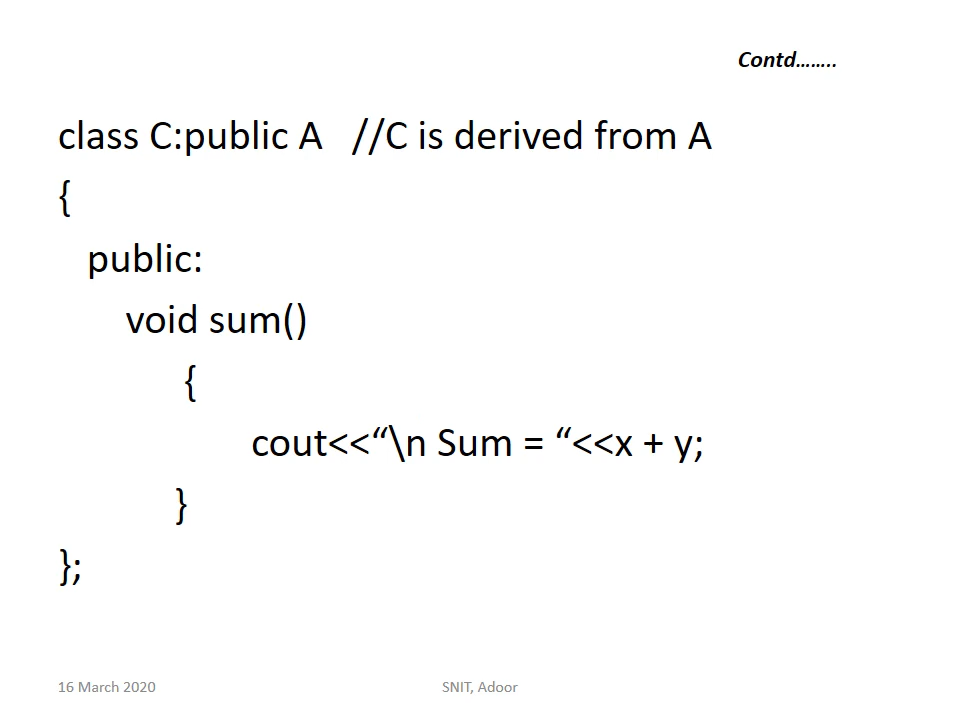 Contd……..
class C:public A //C is derived from A
{
public:
void sum()
{
cout<<“\n Sum = “<<x + y;
}
};
16 March 2020
SNIT, Adoor